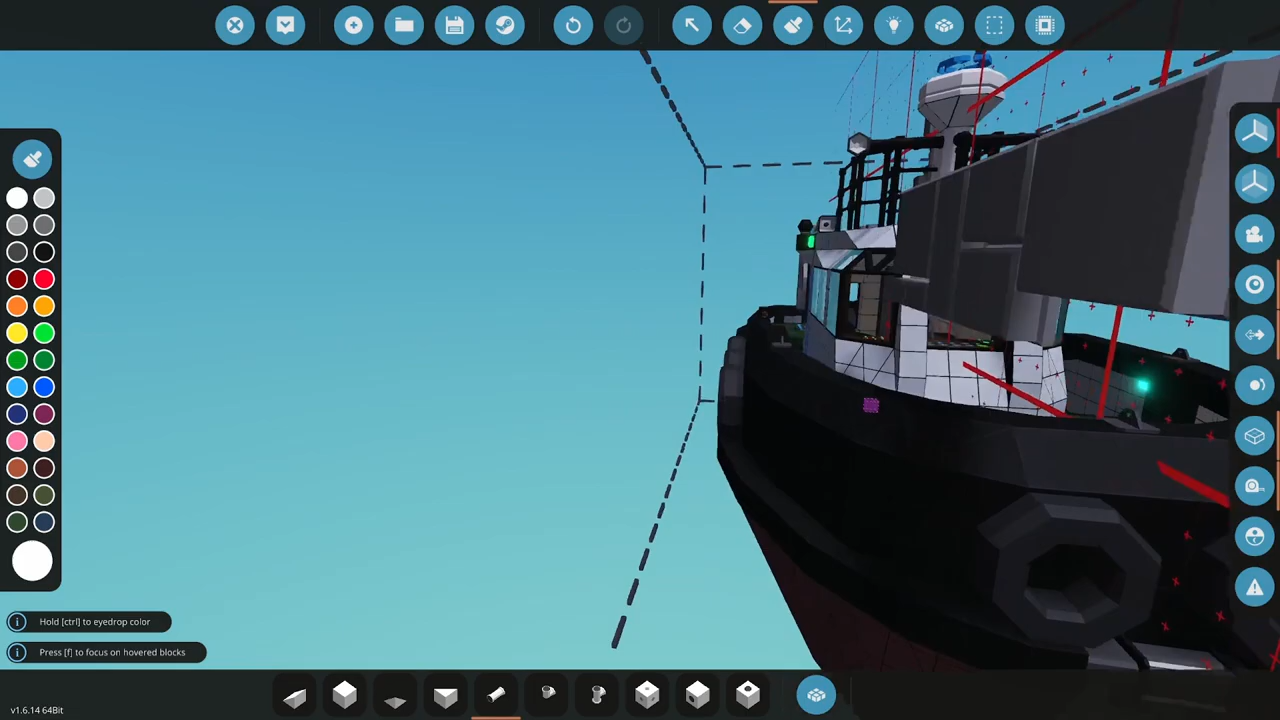 Hold [ctrl] to eyedrop color
Press [f] to focus on hovered blocks
v1.6.14 64Bit